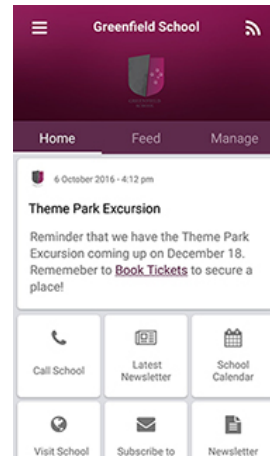 Greenfield School
Home Feed Manage
6 October 2016 - 4:12 pm
Theme Park Excursion
Reminder that we have the Theme Park
Excursion coming up on December 18.
Rememeber to Book Tickets to secure a
place!
Call School
Latest
Newsletter
School
Calendar
Visit School
Subscribe to
Newsletter